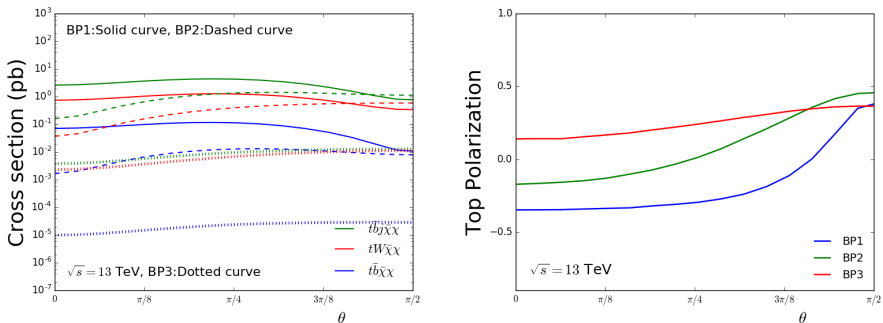 Cross section (pb)
10^3
10^2
10^1
10^0
10^-1
10^-2
10^-3
10^-4
10^-5
10^-6
10^-7
BP1:Solid curve, BP2:Dashed curve
tb̄jχ̄χ
tWχ̄χ
tb̄χ̄χ
√s = 13 TeV, BP3:Dotted curve
0 π/8 π/4 3π/8 π/2
θ
Top Polarization
1.0
0.5
0.0
−0.5
BP1
BP2
BP3
√s = 13 TeV
0 π/8 π/4 3π/8 π/2
θ